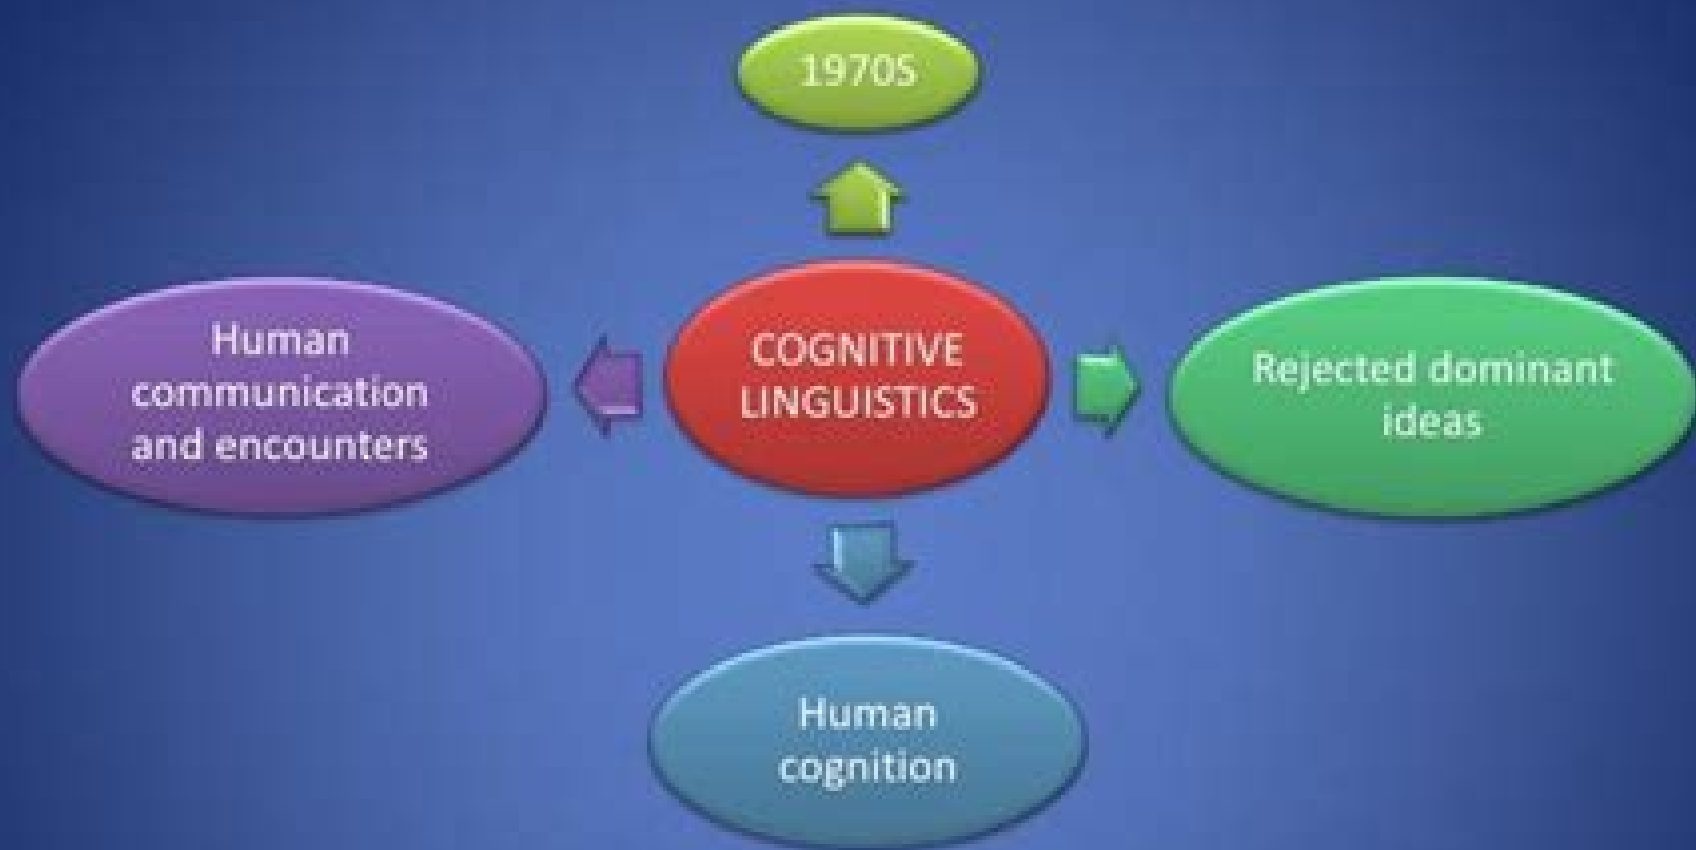 1970S
Human
communication
and encounters
COGNITIVE
LINGUISTICS
Rejected dominant
ideas
Human
cognition